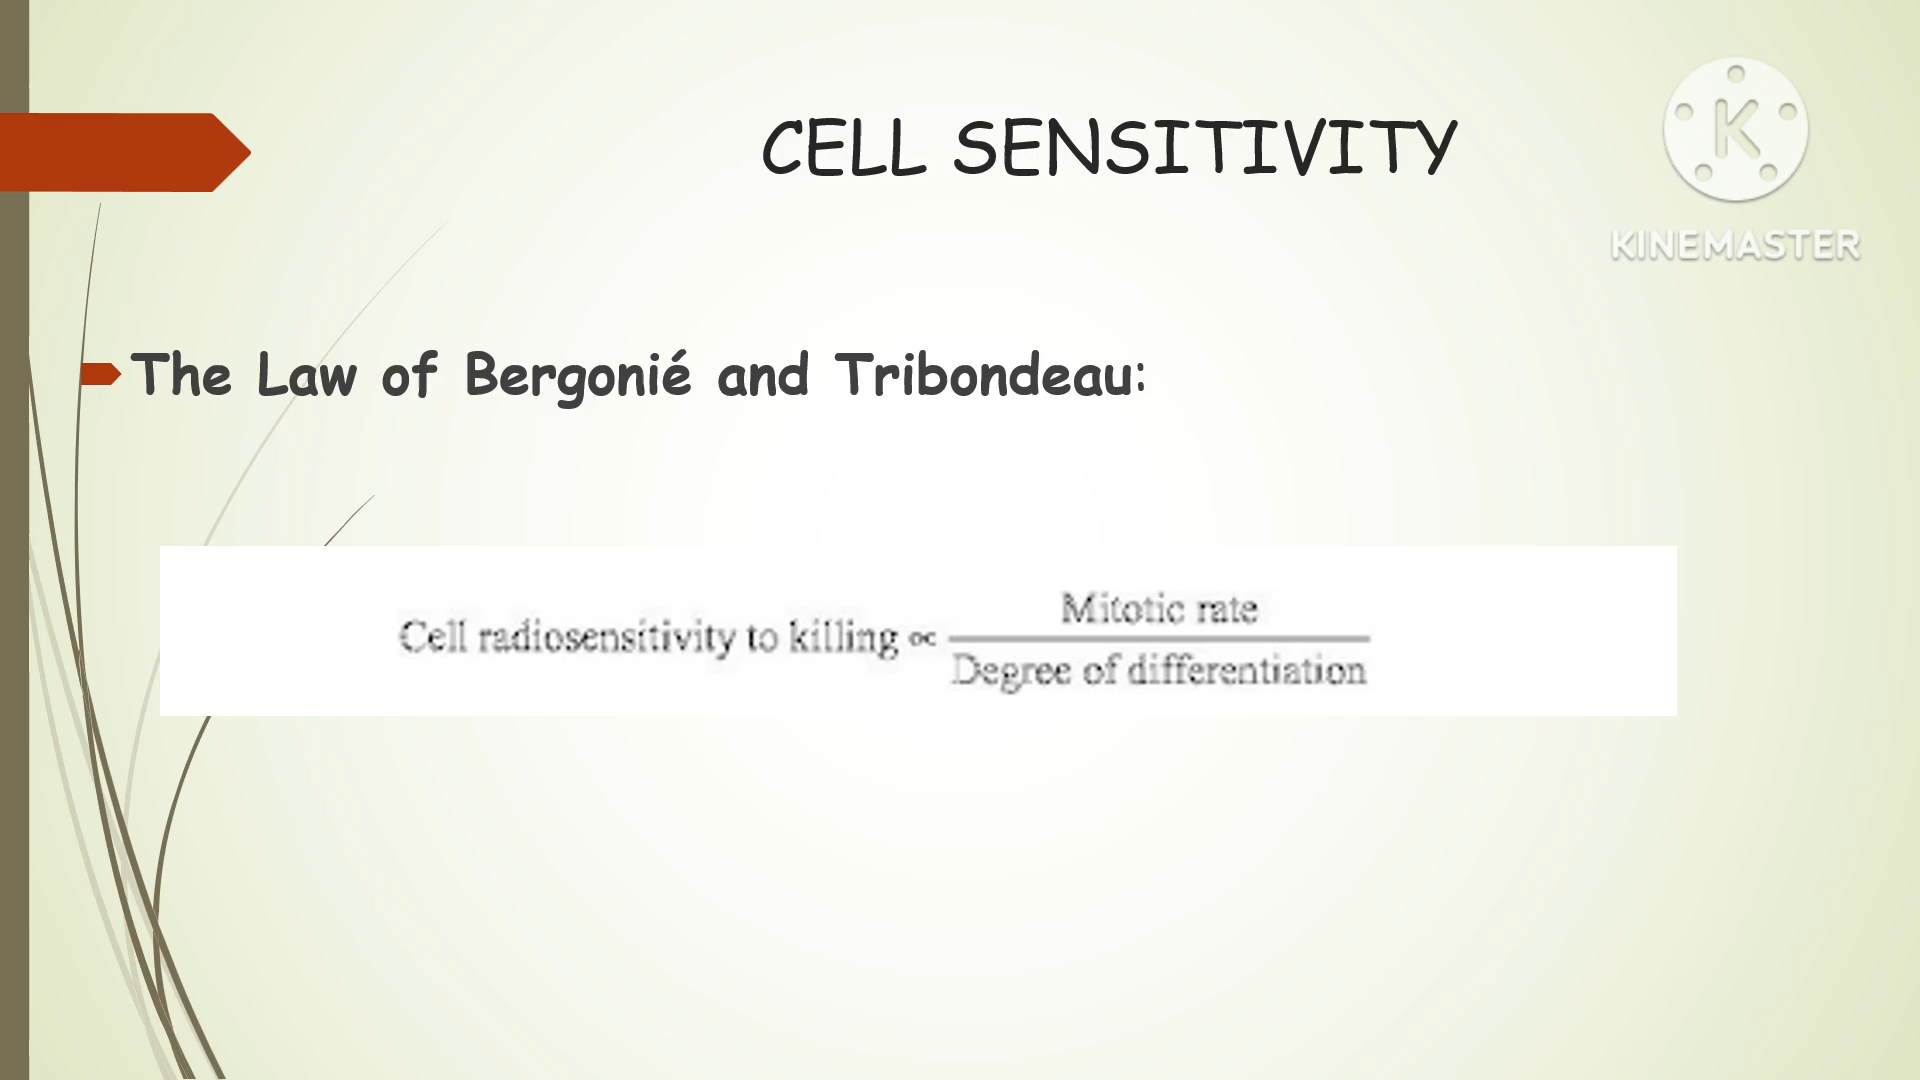 CELL SENSITIVITY
K
KINEMASTER
The Law of Bergonié and Tribondeau:
Cell radiosensitivity to killing ∝
Mitotic rate
Degree of differentiation